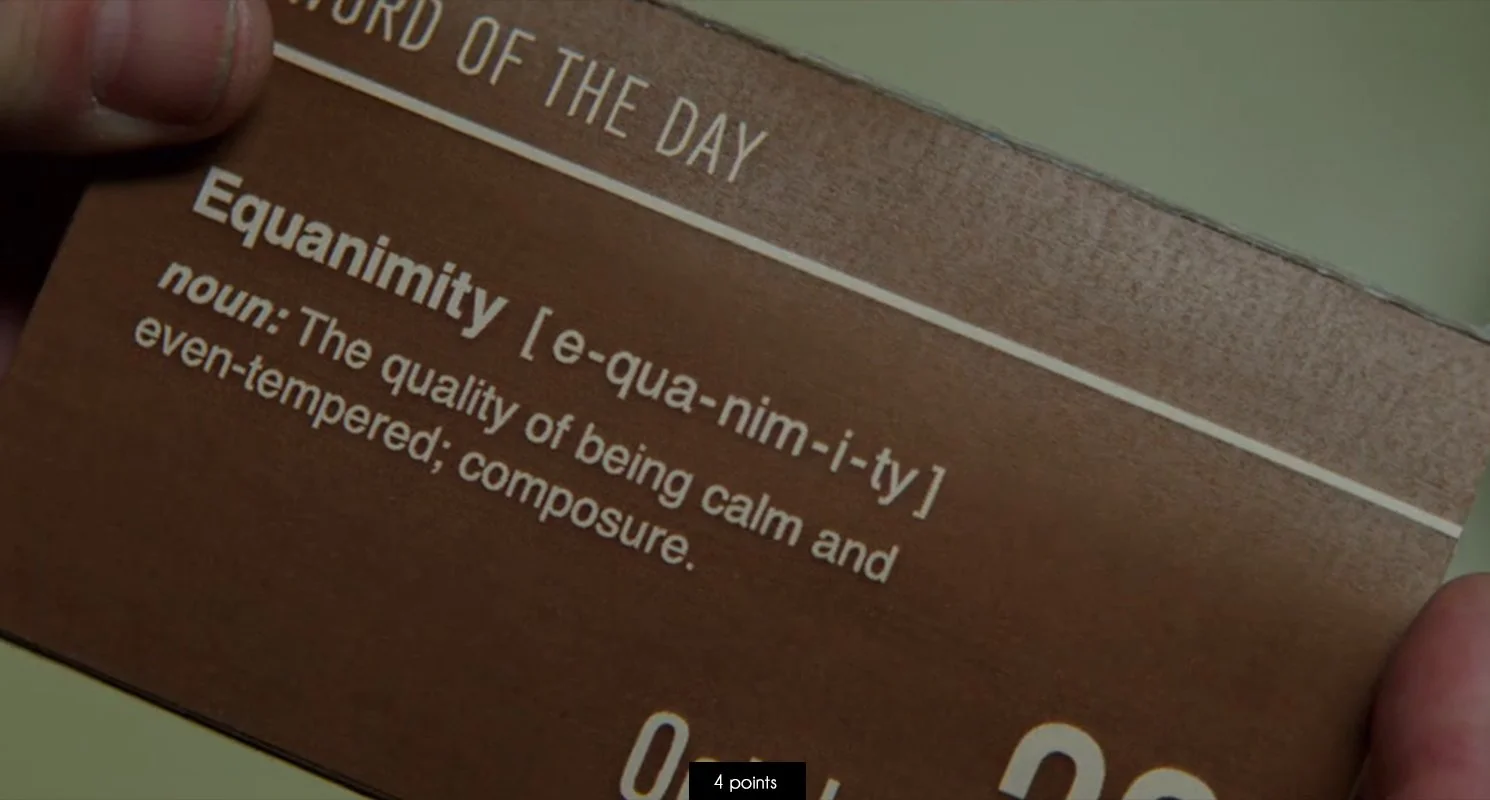 OF THE DAY
Equanimity [e-qua-nim-i-ty]
noun: The quality of being calm and
even-tempered; composure.
4 points